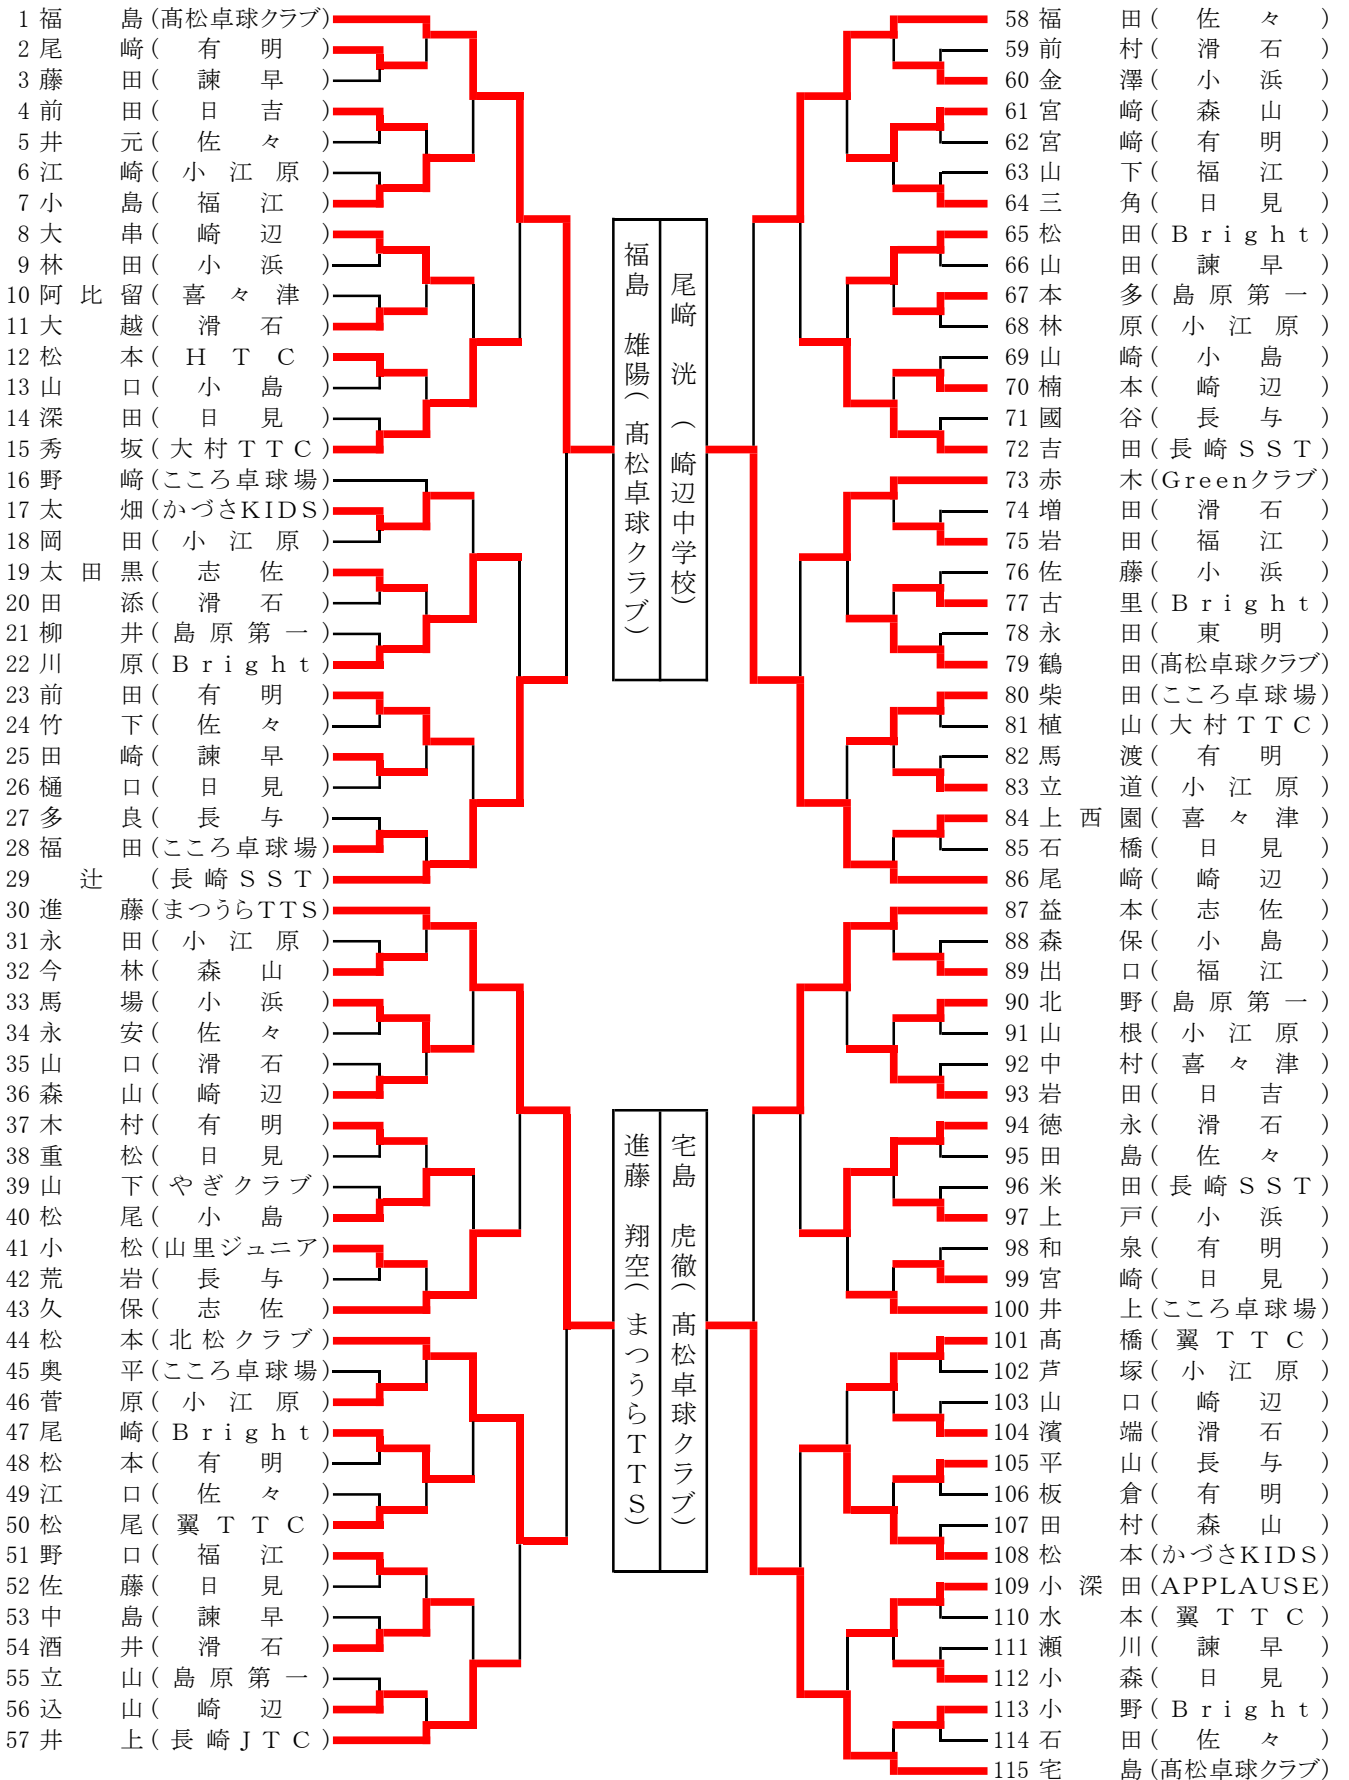 1 福島(髙松卓球クラブ)
2 尾﨑(有明)
3 藤田(諫早)
4 前田(日吉)
5 井元(佐々)
6 江崎(小江原)
7 小島(福江)
8 大串(崎辺)
9 林田(小浜)
10 阿比留(喜々津)
11 大越(滑石)
12 松本(HTC)
13 山口(小島)
14 深田(日見)
15 秀坂(大村TTC)
16 野﨑(こころ卓球場)
17 太畑(かづさKIDS)
18 岡田(小江原)
19 太田黒(志佐)
20 田添(滑石)
21 柳井(島原第一)
22 川原(Bright)
23 前田(有明)
24 竹下(佐々)
25 田崎(諫早)
26 樋口(日見)
27 多良(長与)
28 福田(こころ卓球場)
29 辻(長崎SST)
30 進藤(まつうらTTS)
31 永田(小江原)
32 今林(森山)
33 馬場(小浜)
34 永安(佐々)
35 山口(滑石)
36 森山(崎辺)
37 木村(有明)
38 重松(日見)
39 山下(やぎクラブ)
40 松尾(小島)
41 小松(山里ジュニア)
42 荒岩(長与)
43 久保(志佐)
44 松本(北松クラブ)
45 奥平(こころ卓球場)
46 菅原(小江原)
47 尾崎(Bright)
48 松本(有明)
49 江口(佐々)
50 松尾(翼TTC)
51 野口(福江)
52 佐藤(日見)
53 中島(諫早)
54 酒井(滑石)
55 立山(島原第一)
56 込山(崎辺)
57 井上(長崎JTC)
福島 雄陽(髙松卓球クラブ)
尾﨑 洸(崎辺中学校)
進藤 翔空(まつうらTTS)
宅島 虎徹(髙松卓球クラブ)
58 福田(佐々)
59 前村(滑石)
60 金澤(小浜)
61 宮﨑(森山)
62 宮﨑(有明)
63 山下(福江)
64 三角(日見)
65 松田(Bright)
66 山田(諫早)
67 本多(島原第一)
68 林原(小江原)
69 山崎(小島)
70 楠本(崎辺)
71 國谷(長与)
72 吉田(長崎SST)
73 赤木(Greenクラブ)
74 増田(滑石)
75 岩田(福江)
76 佐藤(小浜)
77 古里(Bright)
78 永田(東明)
79 鶴田(髙松卓球クラブ)
80 柴田(こころ卓球場)
81 植山(大村TTC)
82 馬渡(有明)
83 立道(小江原)
84 上西園(喜々津)
85 石橋(日見)
86 尾﨑(崎辺)
87 益本(志佐)
88 森保(小島)
89 出口(福江)
90 北野(島原第一)
91 山根(小江原)
92 中村(喜々津)
93 岩田(日吉)
94 徳永(滑石)
95 田島(佐々)
96 米田(長崎SST)
97 上戸(小浜)
98 和泉(有明)
99 宮崎(日見)
100 井上(こころ卓球場)
101 髙橋(翼TTC)
102 芦塚(小江原)
103 山口(崎辺)
104 濱端(滑石)
105 平山(長与)
106 板倉(有明)
107 田村(森山)
108 松本(かづさKIDS)
109 小深田(APPLAUSE)
110 水本(翼TTC)
111 瀬川(諫早)
112 小森(日見)
113 小野(Bright)
114 石田(佐々)
115 宅島(髙松卓球クラブ)